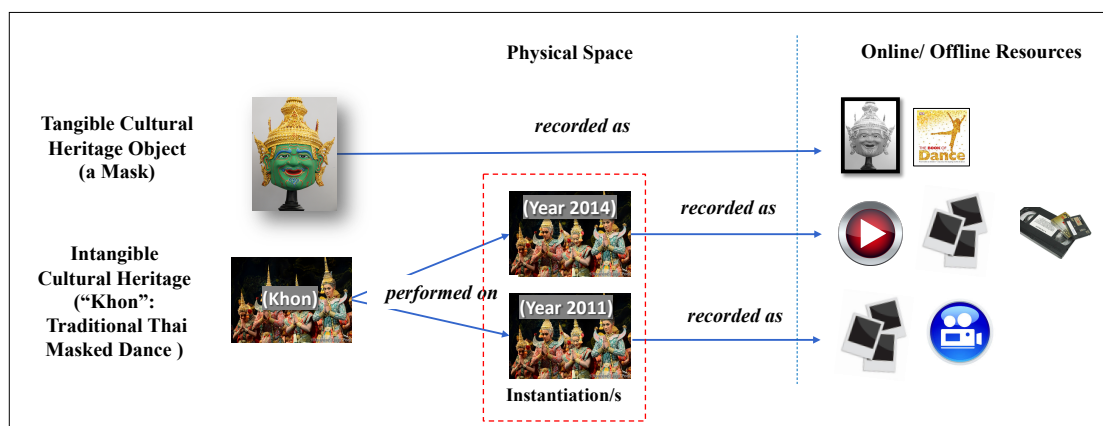 Physical Space
Online/ Offline Resources
Tangible Cultural
Heritage Object
(a Mask)
recorded as
THE BOOK OF
Dance
Intangible
Cultural Heritage
(“Khon”:
Traditional Thai
Masked Dance )
(Khon)
performed on
(Year 2014)
recorded as
(Year 2011)
recorded as
Instantiation/s